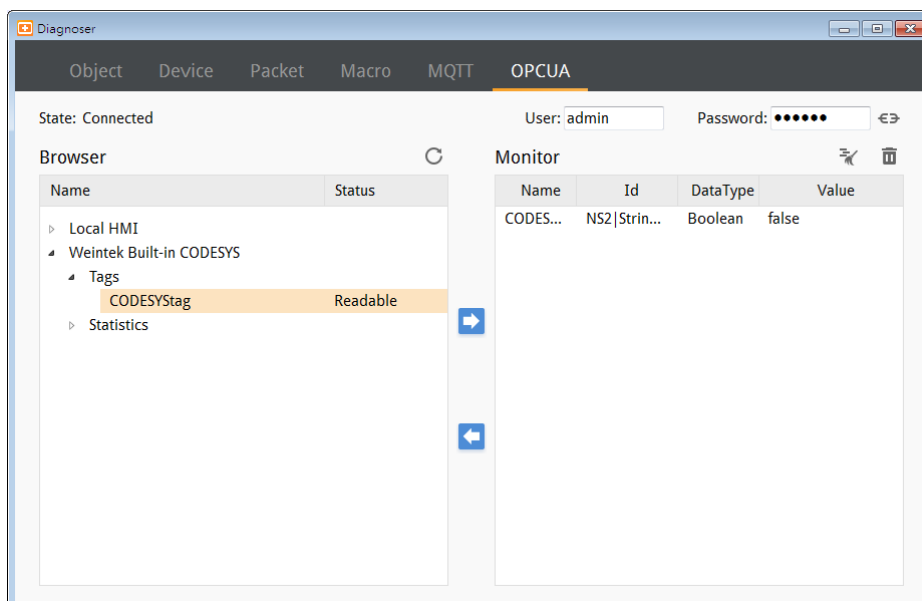 Diagnoser
Object Device Packet Macro MQTT OPCUA
State: Connected User: admin Password: ••••••
Browser Monitor
Name Status Name Id DataType Value
CODES... NS2|Strin... Boolean false
Local HMI
Weintek Built-in CODESYS
Tags
CODESYStag Readable
Statistics